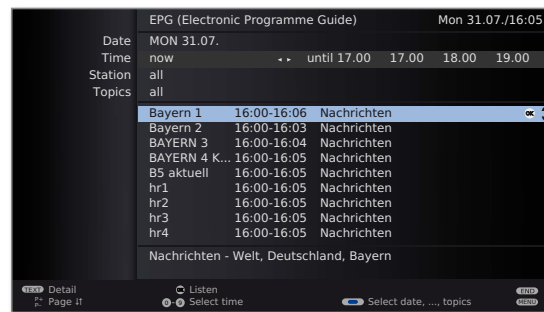 EPG (Electronic Programme Guide) Mon 31.07./16:05
Date MON 31.07.
Time now until 17.00 17.00 18.00 19.00
Station all
Topics all
Bayern 1 16:00-16:06 Nachrichten OK
Bayern 2 16:00-16:03 Nachrichten
BAYERN 3 16:00-16:04 Nachrichten
BAYERN 4 K... 16:00-16:05 Nachrichten
B5 aktuell 16:00-16:05 Nachrichten
hr1 16:00-16:05 Nachrichten
hr2 16:00-16:05 Nachrichten
hr3 16:00-16:05 Nachrichten
hr4 16:00-16:05 Nachrichten
Nachrichten - Welt, Deutschland, Bayern
TEXT Detail Listen END
P+ P- Page Select time Select date, ..., topics MENU